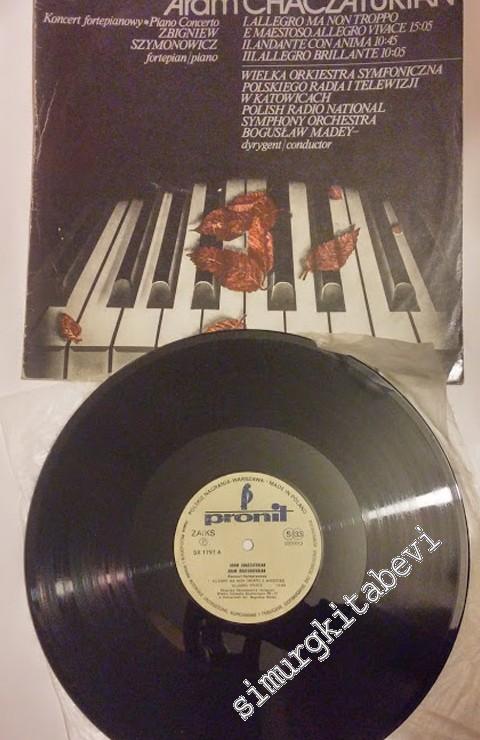 Aram CHACZATURIAN
Koncert fortepianowy • Piano Concerto
ZBIGNIEW
SZYMONOWICZ
fortepian/piano
I. ALLEGRO MA NON TROPPO
E MAESTOSO, ALLEGRO VIVACE 15:05
II. ANDANTE CON ANIMA 10:45
III. ALLEGRO BRILLANTE 10:05
WIELKA ORKIESTRA SYMFONICZNA
POLSKIEGO RADIA I TELEWIZJI
W KATOWICACH
POLISH RADIO NATIONAL
SYMPHONY ORCHESTRA
BOGUSŁAW MADEY—
dyrygent/conductor
POLSKIE NAGRANIA • WARSZAWA • MADE IN POLAND
pronit
ZAiKS
SX 1797 A
ARAM CHACZATURIAN
simurgkitabevi